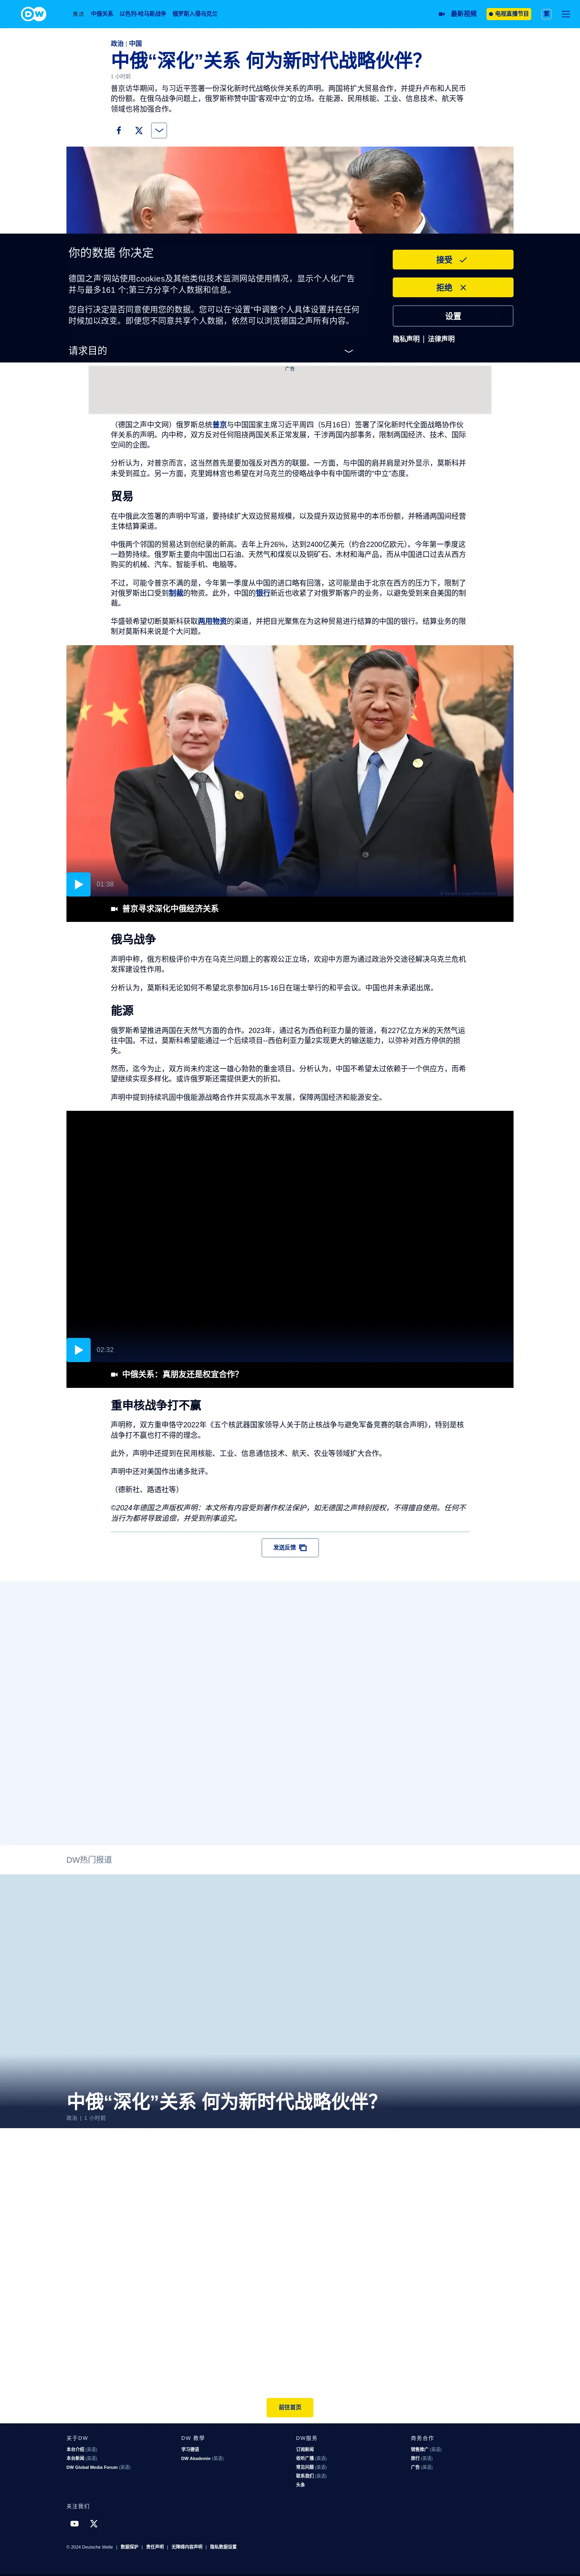 DW
焦点 中俄关系 以色列-哈马斯战争 俄罗斯入侵乌克兰
最新视频 电视直播节目 繁
政治 | 中国
中俄“深化”关系 何为新时代战略伙伴？
1 小时前
普京访华期间，与习近平签署一份深化新时代战略伙伴关系的声明。两国将扩大贸易合作，并提升卢布和人民币
的份额。在俄乌战争问题上，俄罗斯称赞中国“客观中立”的立场。在能源、民用核能、工业、信息技术、航天等
领域也将加强合作。
你的数据 你决定
德国之声’网站使用cookies及其他类似技术监测网站使用情况，显示个人化广告
并与最多161 个;第三方分享个人数据和信息。
您自行决定是否同意使用您的数据。您可以在“设置”中调整个人具体设置并在任何
时候加以改变。即便您不同意共享个人数据，依然可以浏览德国之声所有内容。
请求目的
接受
拒绝
设置
隐私声明 | 法律声明
广告
（德国之声中文网）俄罗斯总统普京与中国国家主席习近平周四（5月16日）签署了深化新时代全面战略协作伙
伴关系的声明。内中称，双方反对任何阻挠两国关系正常发展，干涉两国内部事务，限制两国经济、技术、国际
空间的企图。
分析认为，对普京而言，这当然首先是要加强反对西方的联盟。一方面，与中国的肩并肩是对外显示，莫斯科并
未受到孤立。另一方面，克里姆林宫也希望在对乌克兰的侵略战争中有中国所谓的“中立”态度。
贸易
在中俄此次签署的声明中写道，要持续扩大双边贸易规模，以及提升双边贸易中的本币份额，并畅通两国间经营
主体结算渠道。
中俄两个邻国的贸易达到创纪录的新高。去年上升26%，达到2400亿美元（约合2200亿欧元）。今年第一季度这
一趋势持续。俄罗斯主要向中国出口石油、天然气和煤炭以及铜矿石、木材和海产品，而从中国进口过去从西方
购买的机械、汽车、智能手机、电脑等。
不过，可能令普京不满的是，今年第一季度从中国的进口略有回落，这可能是由于北京在西方的压力下，限制了
对俄罗斯出口受到制裁的物资。此外，中国的银行新近也收紧了对俄罗斯客户的业务，以避免受到来自美国的制
裁。
华盛顿希望切断莫斯科获取两用物资的渠道，并把目光聚焦在为这种贸易进行结算的中国的银行。结算业务的限
制对莫斯科来说是个大问题。
01:38
普京寻求深化中俄经济关系
俄乌战争
声明中称，俄方积极评价中方在乌克兰问题上的客观公正立场，欢迎中方愿为通过政治外交途径解决乌克兰危机
发挥建设性作用。
分析认为，莫斯科无论如何不希望北京参加6月15-16日在瑞士举行的和平会议。中国也并未承诺出席。
能源
俄罗斯希望推进两国在天然气方面的合作。2023年，通过名为西伯利亚力量的管道，有227亿立方米的天然气运
往中国。不过，莫斯科希望能通过一个后续项目--西伯利亚力量2实现更大的输送能力，以弥补对西方停供的损
失。
然而，迄今为止，双方尚未约定这一雄心勃勃的重金项目。分析认为，中国不希望太过依赖于一个供应方，而希
望继续实现多样化。或许俄罗斯还需提供更大的折扣。
声明中提到持续巩固中俄能源战略合作并实现高水平发展，保障两国经济和能源安全。
02:32
中俄关系：真朋友还是权宜合作？
重申核战争打不赢
声明称，双方重申恪守2022年《五个核武器国家领导人关于防止核战争与避免军备竞赛的联合声明》，特别是核
战争打不赢也打不得的理念。
此外，声明中还提到在民用核能、工业、信息通信技术、航天、农业等领域扩大合作。
声明中还对美国作出诸多批评。
（德新社、路透社等）
©2024年德国之声版权声明：本文所有内容受到著作权法保护，如无德国之声特别授权，不得擅自使用。任何不
当行为都将导致追偿，并受到刑事追究。
发送反馈
DW热门报道
中俄“深化”关系 何为新时代战略伙伴？
政治 | 1 小时前
前往首页
关于DW
本台介绍 (英语)
本台新闻 (英语)
DW Global Media Forum (英语)
DW 教学
学习德语
DW Akademie (英语)
DW服务
订阅新闻
收听广播 (英语)
常见问题 (英语)
联系我们 (英语)
头条
商务合作
销售推广 (英语)
旅行 (英语)
广告 (英语)
关注我们
© 2024 Deutsche Welle | 数据保护 | 责任声明 | 无障碍内容声明 | 隐私数据设置